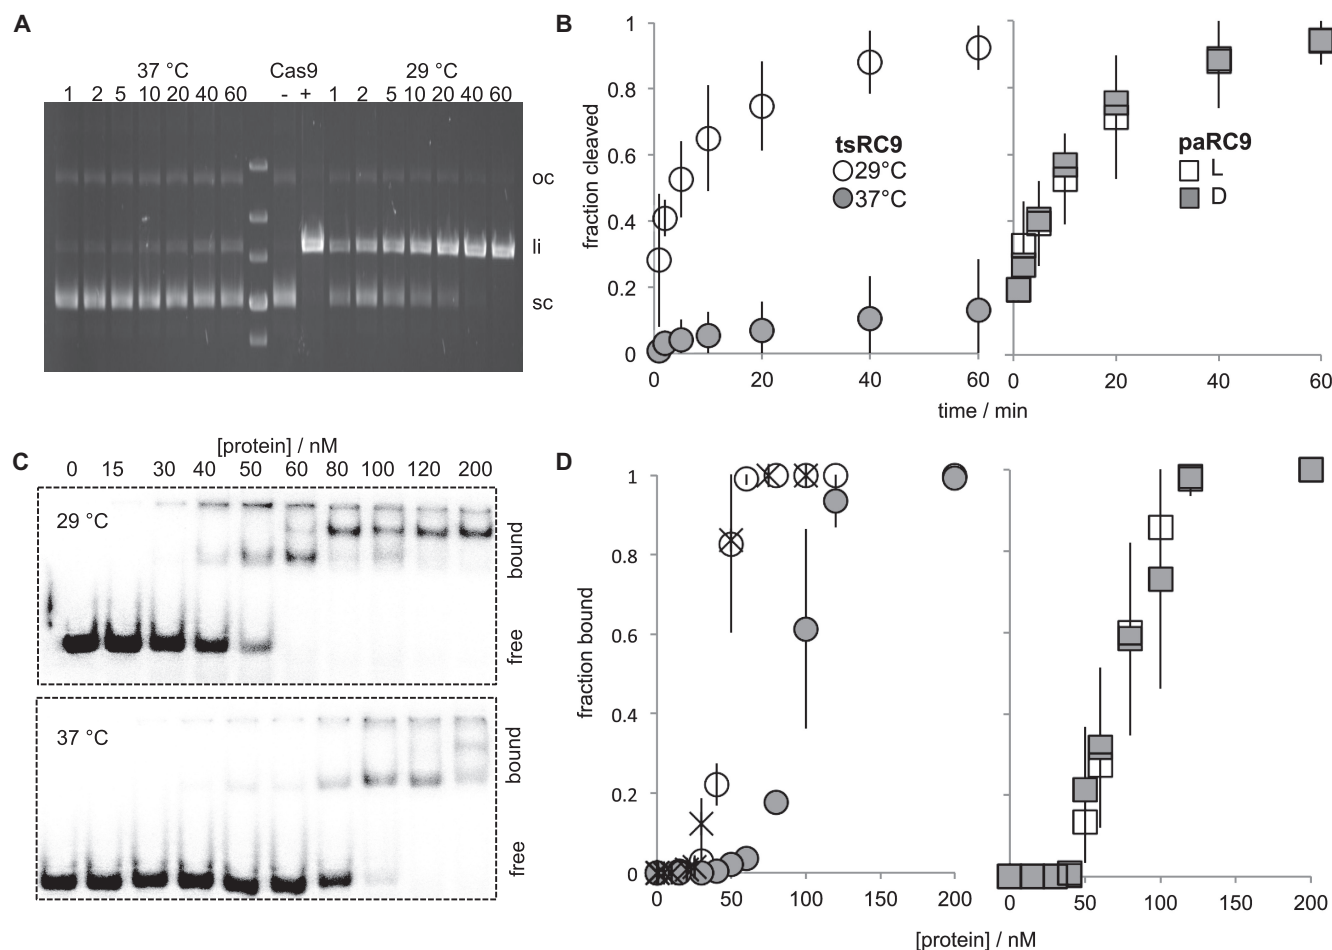 A
37 °C
Cas9
29 °C
1 2 5 10 20 40 60 - + 1 2 5 10 20 40 60
oc
li
sc
B
1
0.8
0.6
0.4
0.2
0
fraction cleaved
tsRC9
29°C
37°C
paRC9
L
D
0 20 40 60
0 20 40 60
time / min
C
[protein] / nM
0 15 30 40 50 60 80 100 120 200
29 °C
bound
free
37 °C
bound
free
D
1
0.8
0.6
0.4
0.2
0
fraction bound
0 50 100 150 200
0 50 100 150 200
[protein] / nM